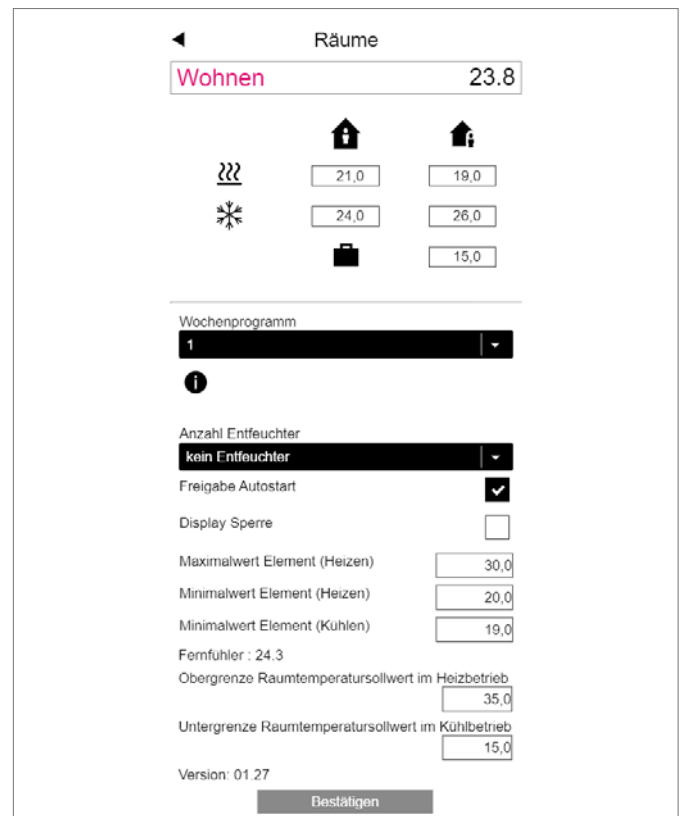 Räume
Wohnen 23.8
21,0 19,0
24,0 26,0
15,0
Wochenprogramm
1
Anzahl Entfeuchter
kein Entfeuchter
Freigabe Autostart
Display Sperre
Maximalwert Element (Heizen) 30,0
Minimalwert Element (Heizen) 20,0
Minimalwert Element (Kühlen) 19,0
Fernfühler : 24.3
Obergrenze Raumtemperatursollwert im Heizbetrieb
35,0
Untergrenze Raumtemperatursollwert im Kühlbetrieb
15,0
Version: 01.27
Bestätigen